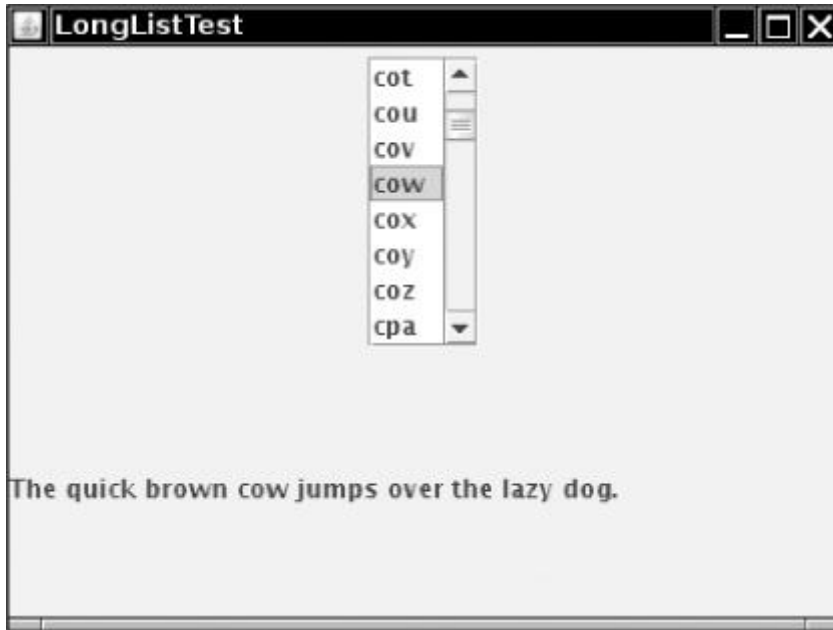 LongListTest
cot
cou
cov
cow
cox
coy
coz
cpa
The quick brown cow jumps over the lazy dog.